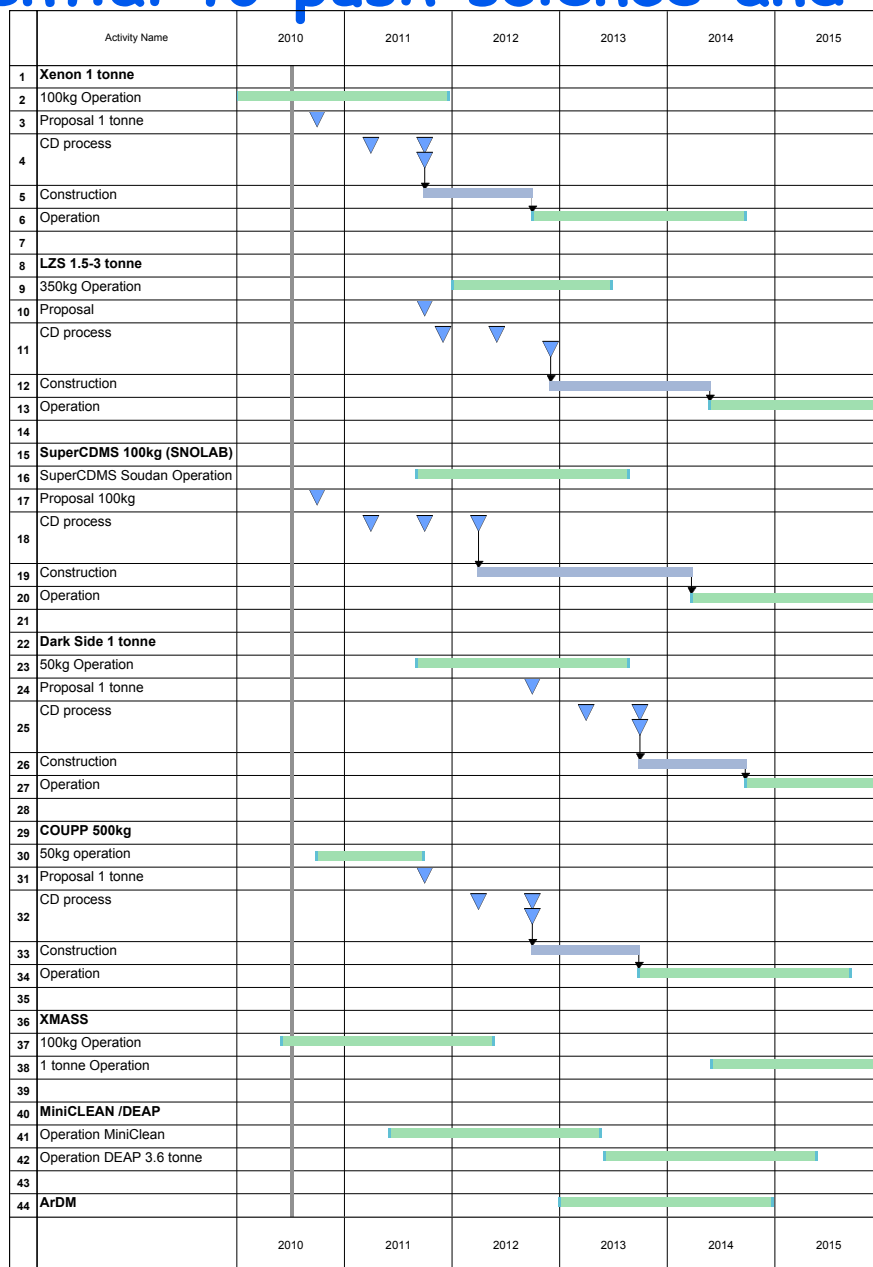 push science and
Activity Name 2010 2011 2012 2013 2014 2015
1 Xenon 1 tonne
2 100kg Operation
3 Proposal 1 tonne
4 CD process
5 Construction
6 Operation
7
8 LZS 1.5-3 tonne
9 350kg Operation
10 Proposal
11 CD process
12 Construction
13 Operation
14
15 SuperCDMS 100kg (SNOLAB)
16 SuperCDMS Soudan Operation
17 Proposal 100kg
18 CD process
19 Construction
20 Operation
21
22 Dark Side 1 tonne
23 50kg Operation
24 Proposal 1 tonne
25 CD process
26 Construction
27 Operation
28
29 COUPP 500kg
30 50kg operation
31 Proposal 1 tonne
32 CD process
33 Construction
34 Operation
35
36 XMASS
37 100kg Operation
38 1 tonne Operation
39
40 MiniCLEAN /DEAP
41 Operation MiniClean
42 Operation DEAP 3.6 tonne
43
44 ArDM
2010 2011 2012 2013 2014 2015